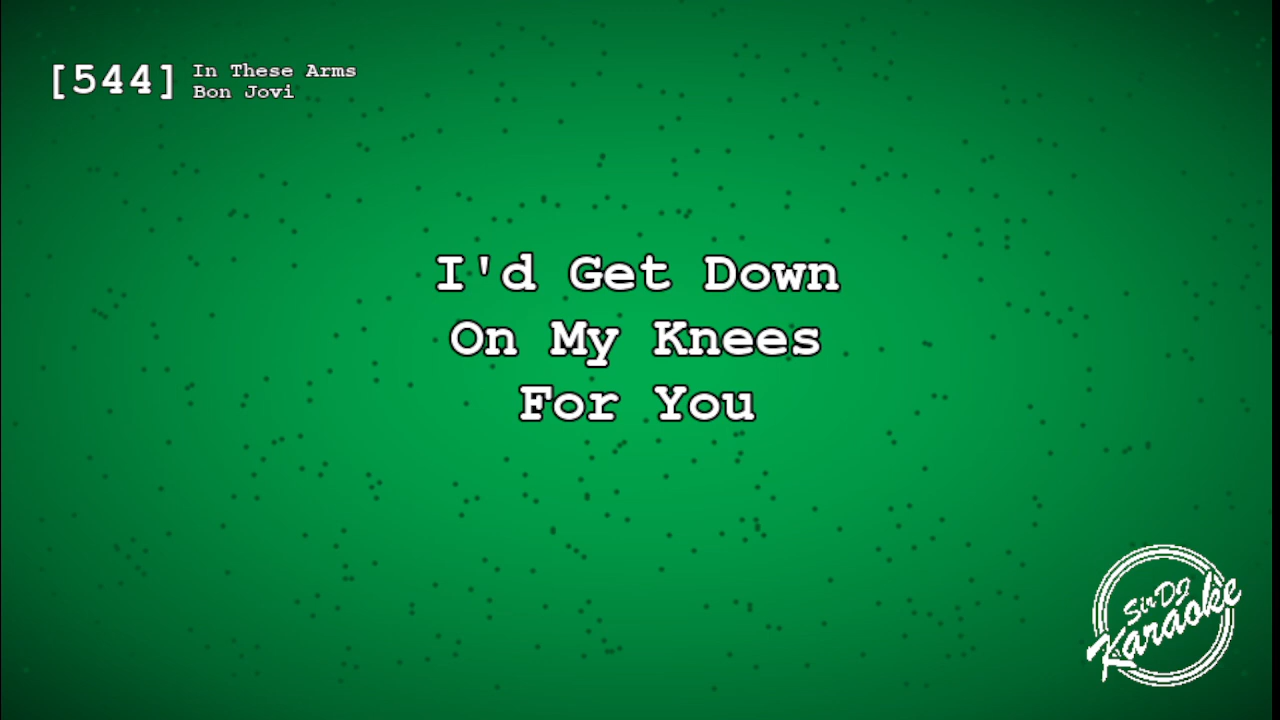 [544] In These Arms
Bon Jovi
I'd Get Down
On My Knees
For You
Sir DJ
Karaoke